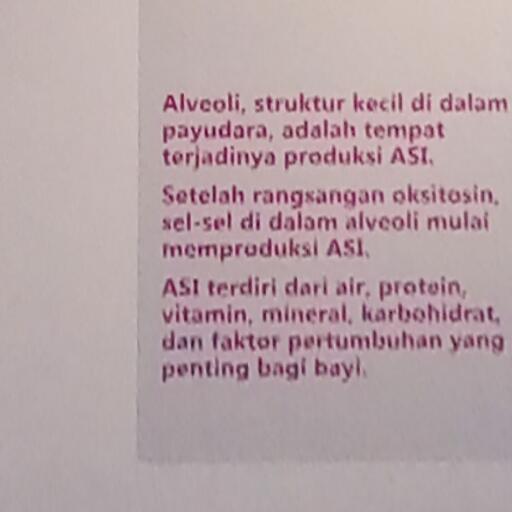 Alveoli, struktur kecil di dalam
payudara, adalah tempat
terjadinya produksi ASI.
Setelah rangsangan oksitosin,
sel-sel di dalam alveoli mulai
memproduksi ASI.
ASI terdiri dari air, protein,
vitamin, mineral, karbohidrat,
dan faktor pertumbuhan yang
penting bagi bayi.